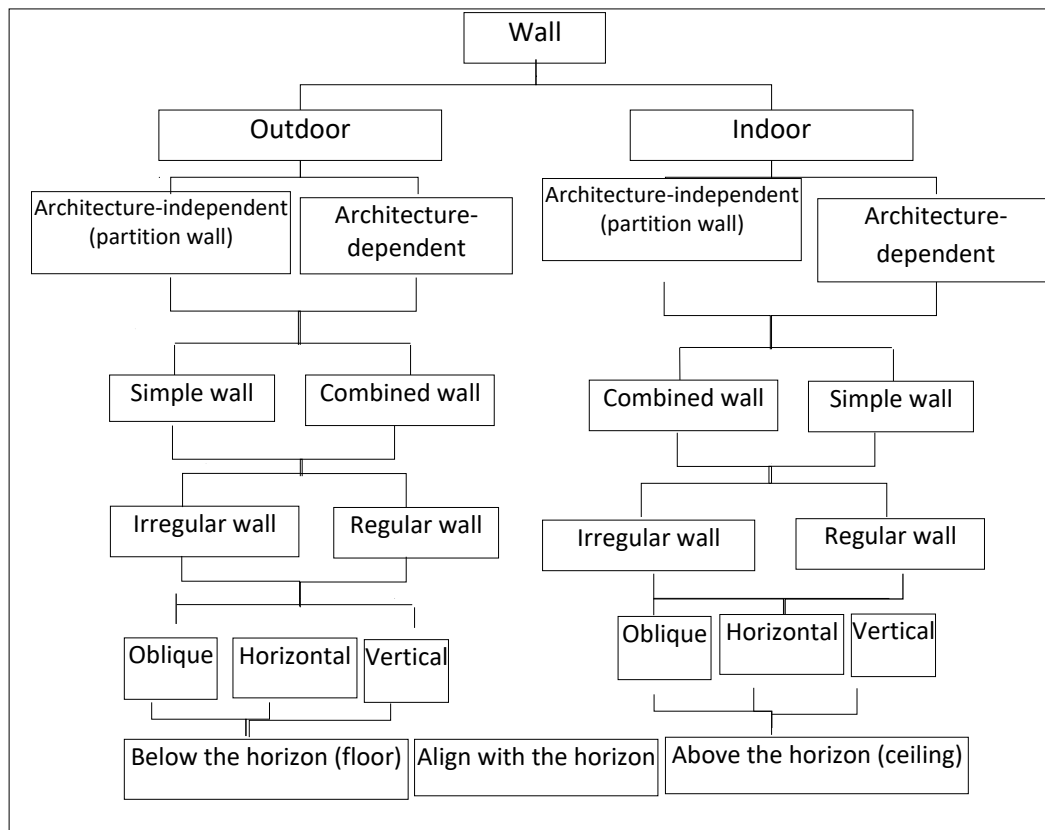 Wall
Outdoor
Indoor
Architecture-independent
(partition wall)
Architecture-
dependent
Architecture-independent
(partition wall)
Architecture-
dependent
Simple wall
Combined wall
Combined wall
Simple wall
Irregular wall
Regular wall
Irregular wall
Regular wall
Oblique
Horizontal
Vertical
Oblique
Horizontal
Vertical
Below the horizon (floor)
Align with the horizon
Above the horizon (ceiling)